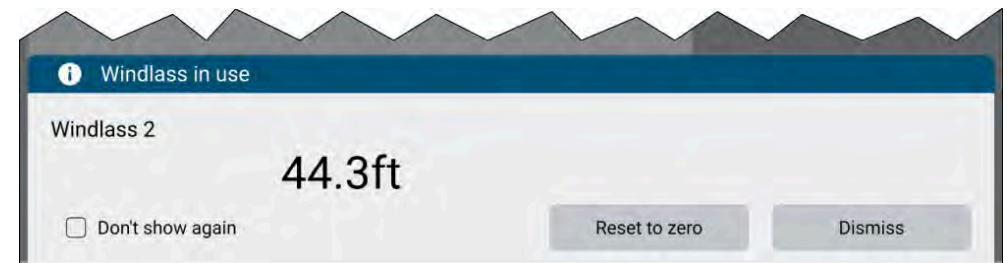 Windlass in use
Windlass 2
44.3ft
Don't show again
Reset to zero
Dismiss